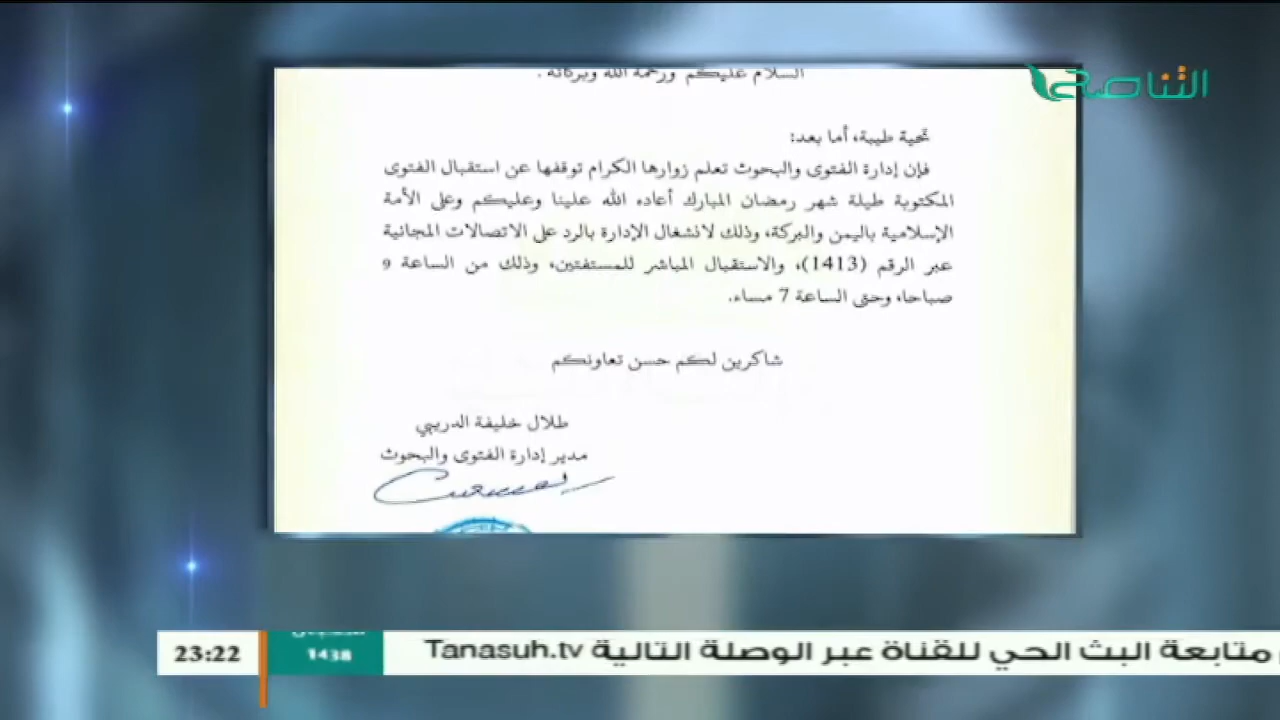 السلام عليكم ورحمة الله وبركاته .
التناصح
تحية طيبة، أما بعد:
فإن إدارة الفتوى والبحوث تعلم زوارها الكرام توقفها عن استقبال الفتوى
المكتوبة طيلة شهر رمضان المبارك أعاده الله علينا وعليكم وعلى الأمة
الإسلامية باليمن والبركة، وذلك لانشغال الإدارة بالرد على الاتصالات المجانية
عبر الرقم (1413)، والاستقبال المباشر للمستفتين، وذلك من الساعة 9
صباحا، وحتى الساعة 7 مساء.
شاكرين لكم حسن تعاونكم
طلال خليفة الدريبي
مدير إدارة الفتوى والبحوث
متابعة البث الحي للقناة عبر الوصلة التالية Tanasuh.tv
1438
23:22